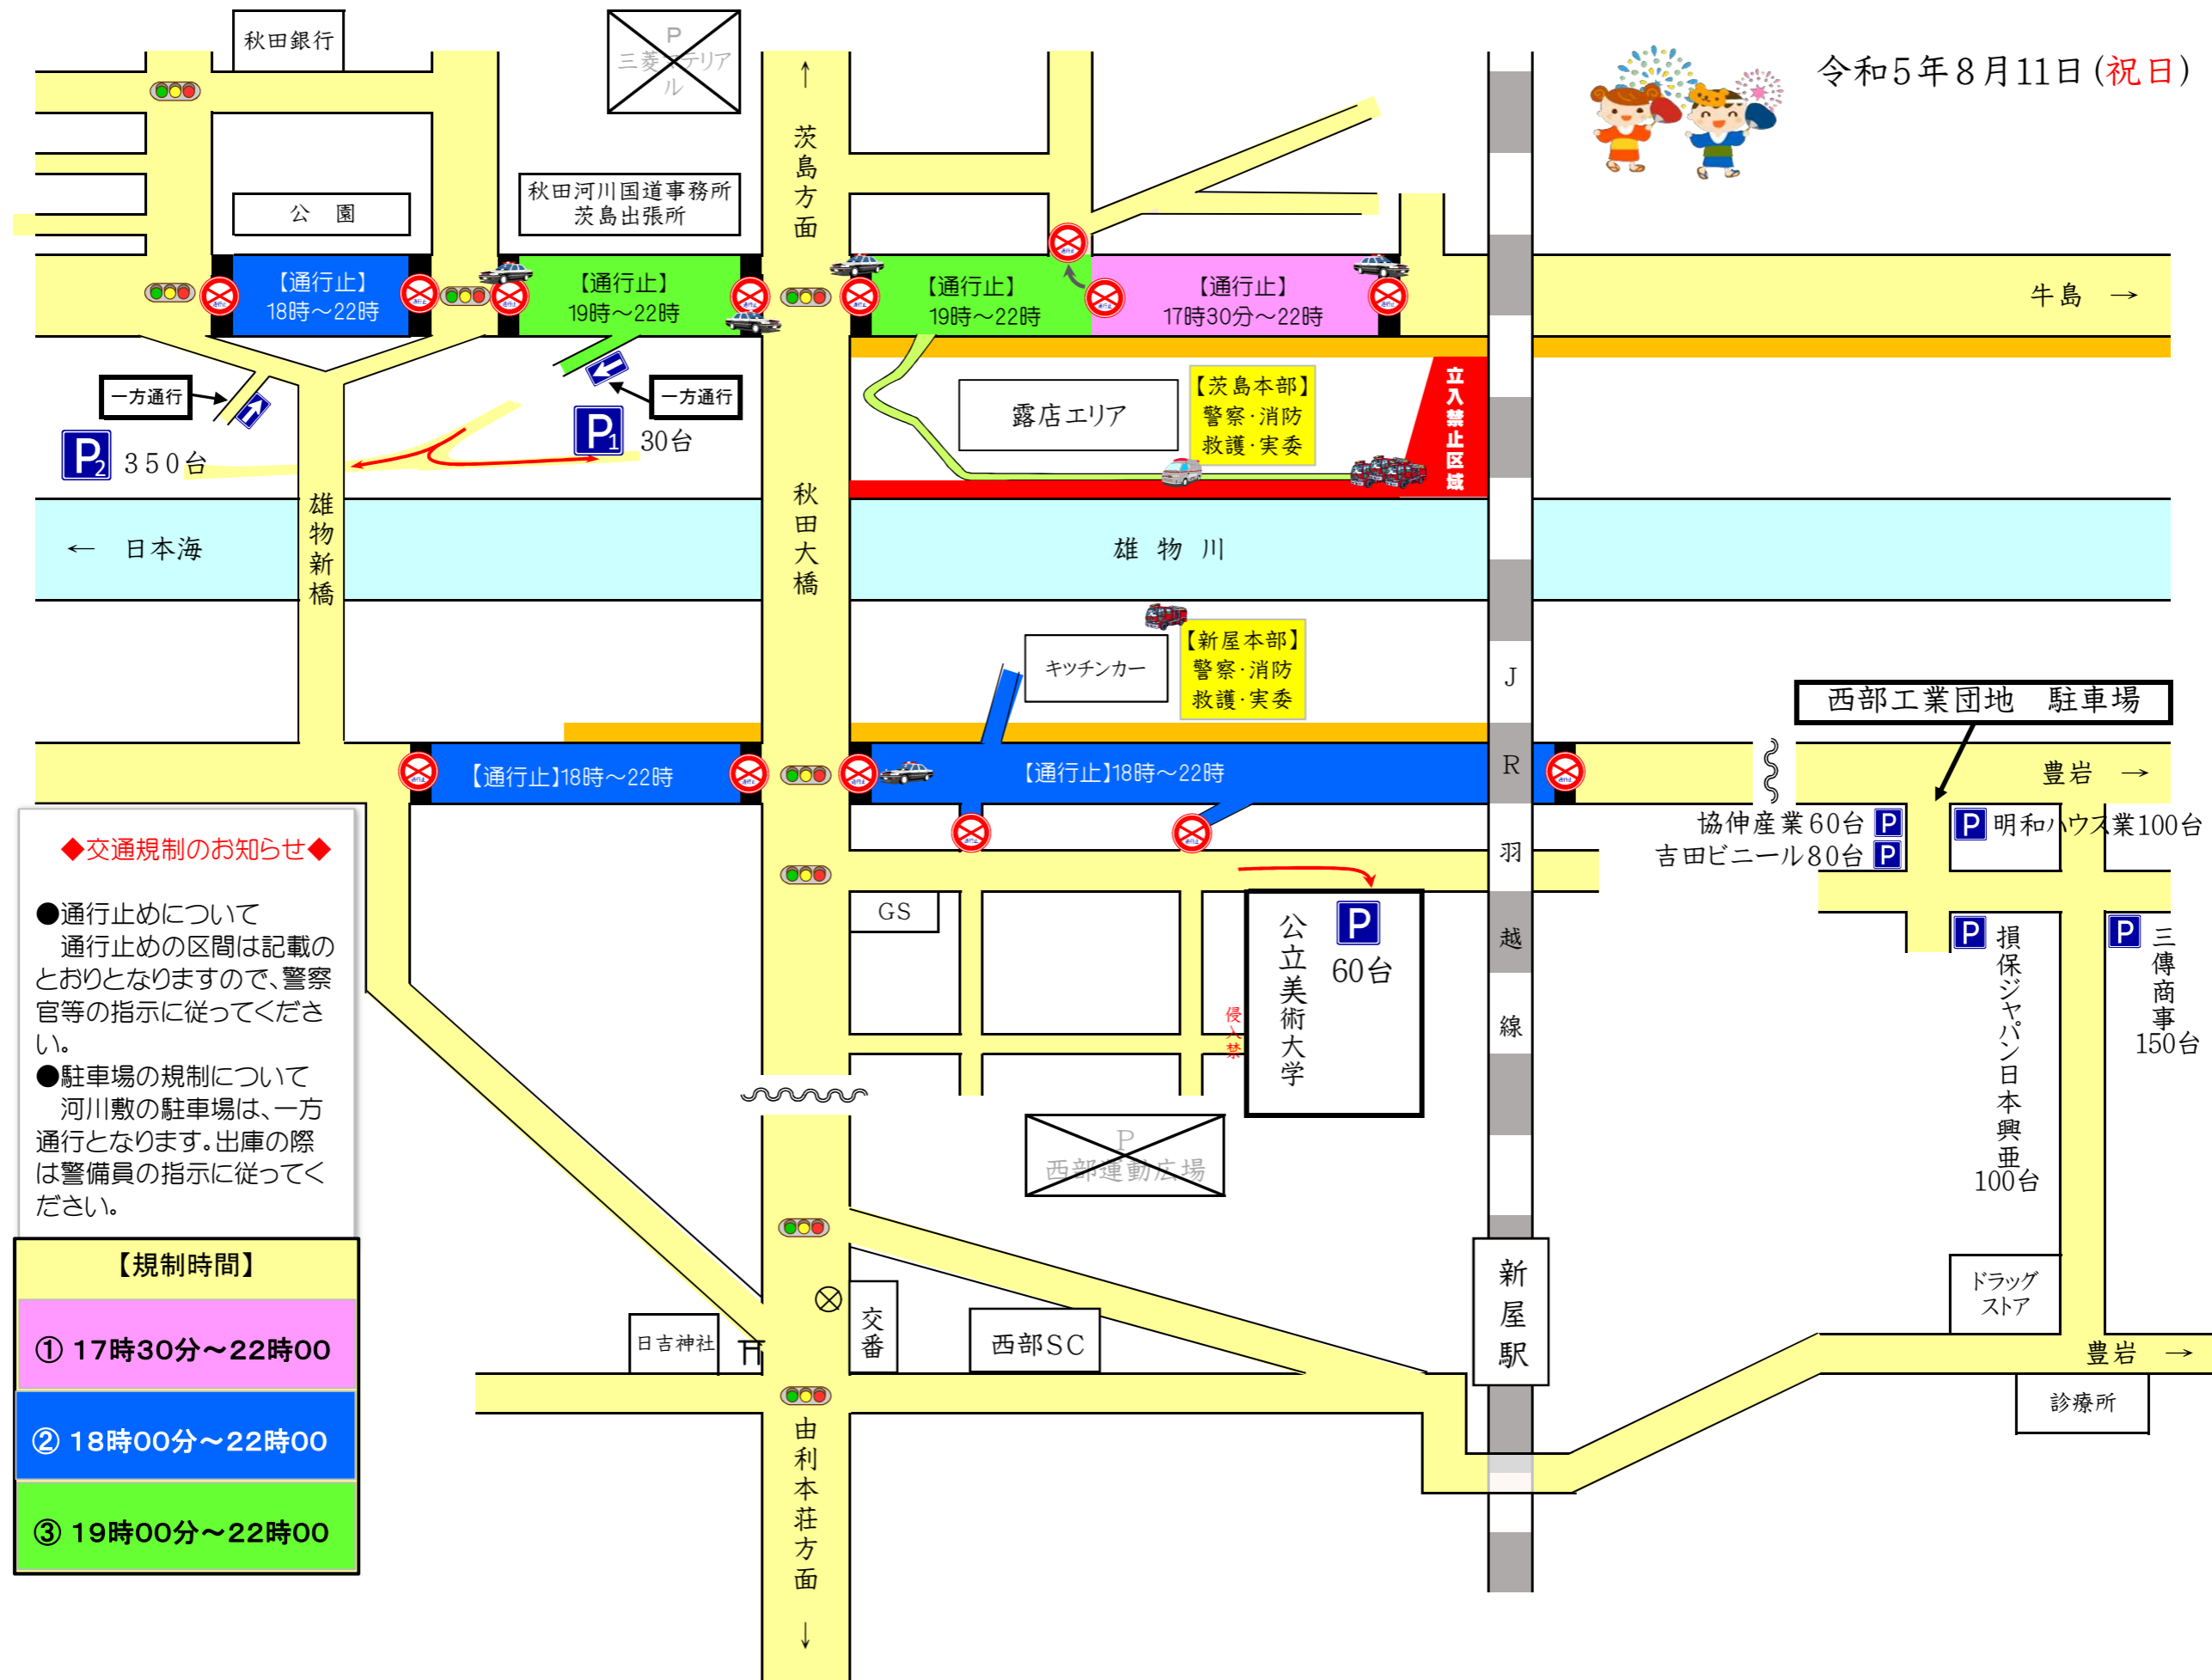 令和5年8月11日(祝日)
秋田銀行
P
三菱マテリア
ル
↑
茨島方面
公　園
秋田河川国道事務所
茨島出張所
【通行止】
18時～22時
【通行止】
19時～22時
【通行止】
19時～22時
【通行止】
17時30分～22時
牛島　→
一方通行
一方通行
P2 350台
P1 30台
露店エリア
【茨島本部】
警察・消防
救護・実委
立入禁止区域
←　日本海
雄物新橋
秋田大橋
雄 物 川
キッチンカー
【新屋本部】
警察・消防
救護・実委
JR羽越線
西部工業団地　駐車場
【通行止】18時～22時
【通行止】18時～22時
豊岩　→
協伸産業60台 P
吉田ビニール80台 P
P 明和ハウス業100台
P 損保ジャパン日本興亜
100台
P 三傳商事
150台
GS
公立美術大学
P
60台
侵入禁
P
西部運動広場
◆交通規制のお知らせ◆
●通行止めについて
　通行止めの区間は記載の
とおりとなりますので、警察
官等の指示に従ってくださ
い。
●駐車場の規制について
　河川敷の駐車場は、一方
通行となります。出庫の際
は警備員の指示に従ってく
ださい。
【規制時間】
① 17時30分～22時00
② 18時00分～22時00
③ 19時00分～22時00
日吉神社
交番
西部SC
新屋駅
ドラッグ
ストア
豊岩　→
診療所
由利本荘方面
↓